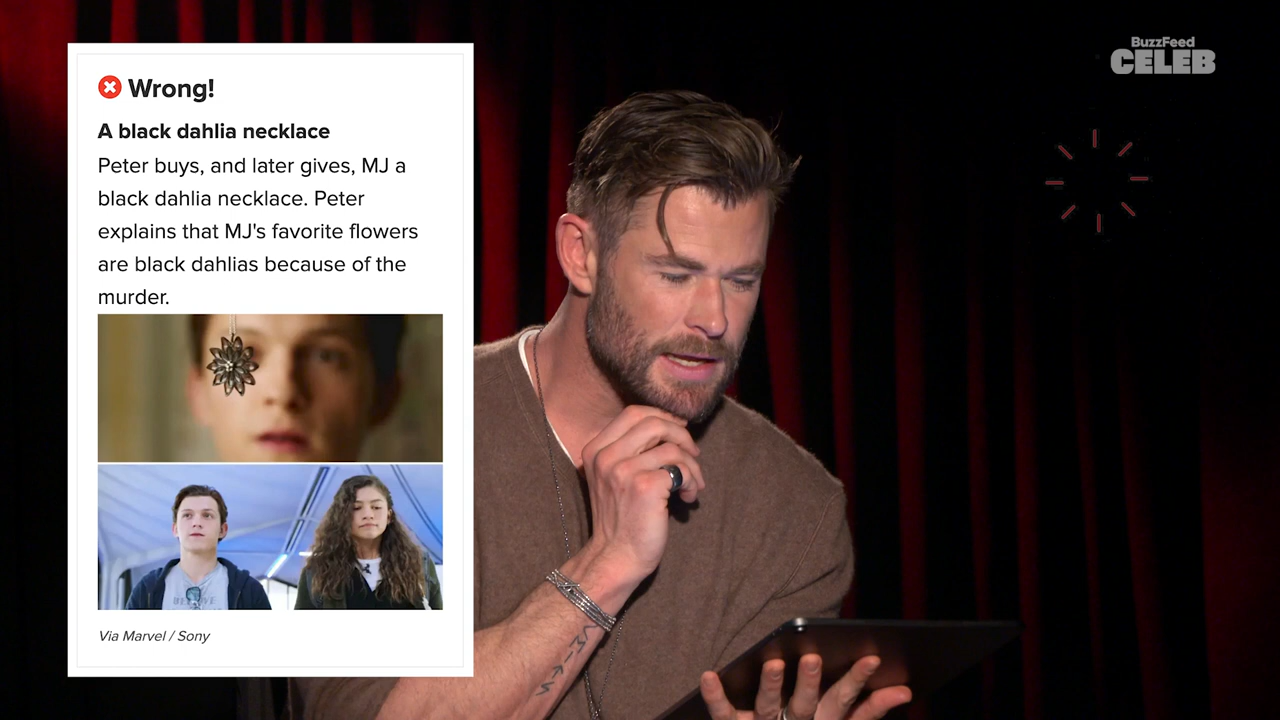 BuzzFeed
CELEB
Wrong!
A black dahlia necklace
Peter buys, and later gives, MJ a
black dahlia necklace. Peter
explains that MJ's favorite flowers
are black dahlias because of the
murder.
Via Marvel / Sony